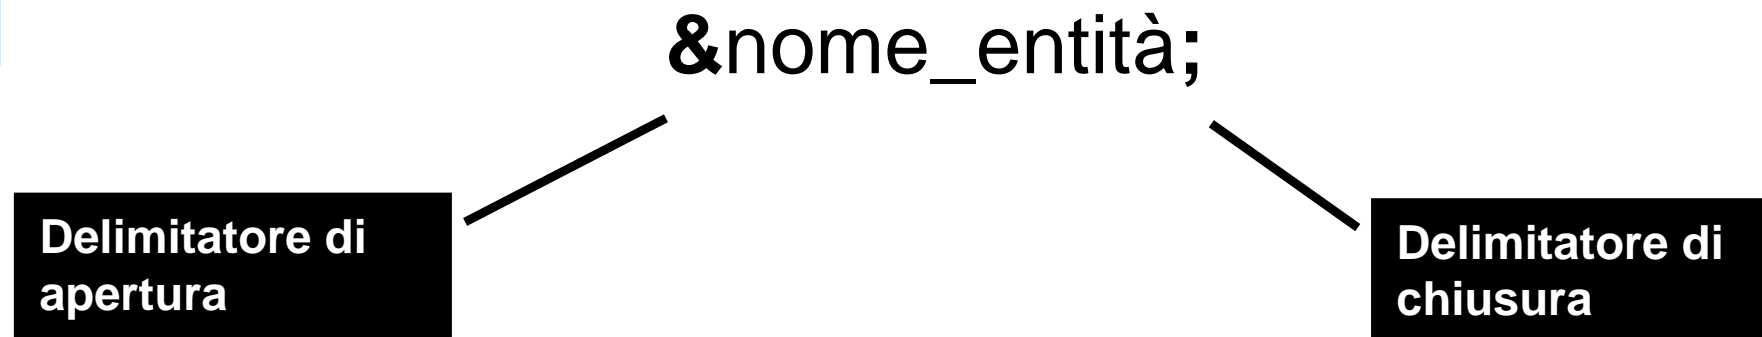 &nome_entità;
Delimitatore di
apertura
Delimitatore di
chiusura